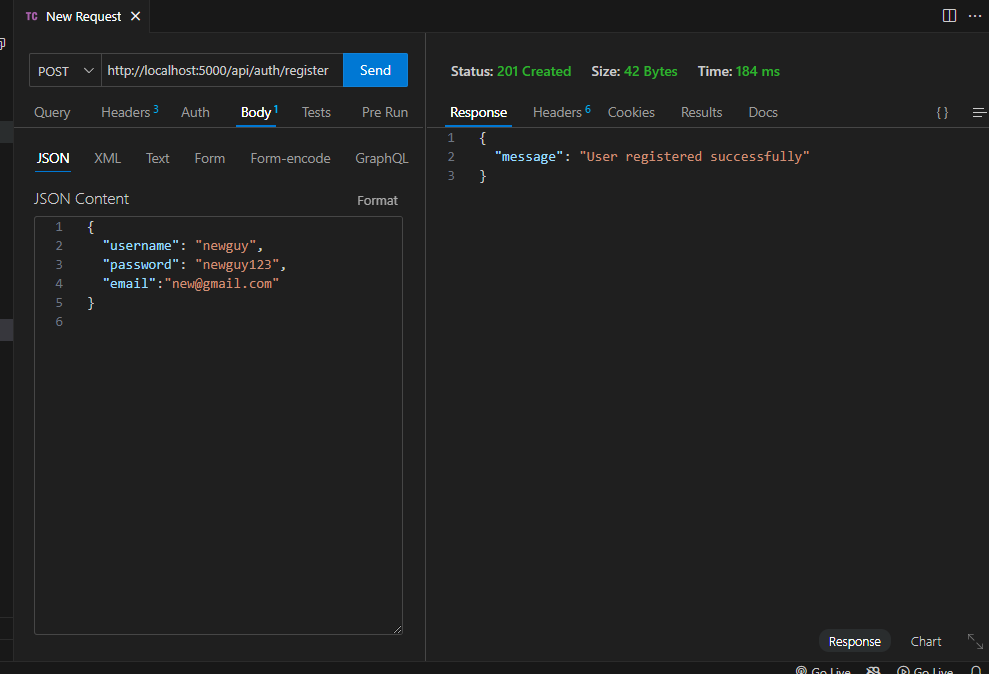 TC New Request
POST http://localhost:5000/api/auth/register Send
Query Headers 3 Auth Body 1 Tests Pre Run
JSON XML Text Form Form-encode GraphQL
JSON Content Format
1 {
2 "username": "newguy",
3 "password": "newguy123",
4 "email":"new@gmail.com"
5 }
6
Status: 201 Created Size: 42 Bytes Time: 184 ms
Response Headers 6 Cookies Results Docs { }
1 {
2 "message": "User registered successfully"
3 }
Response Chart
Go Live Go Live